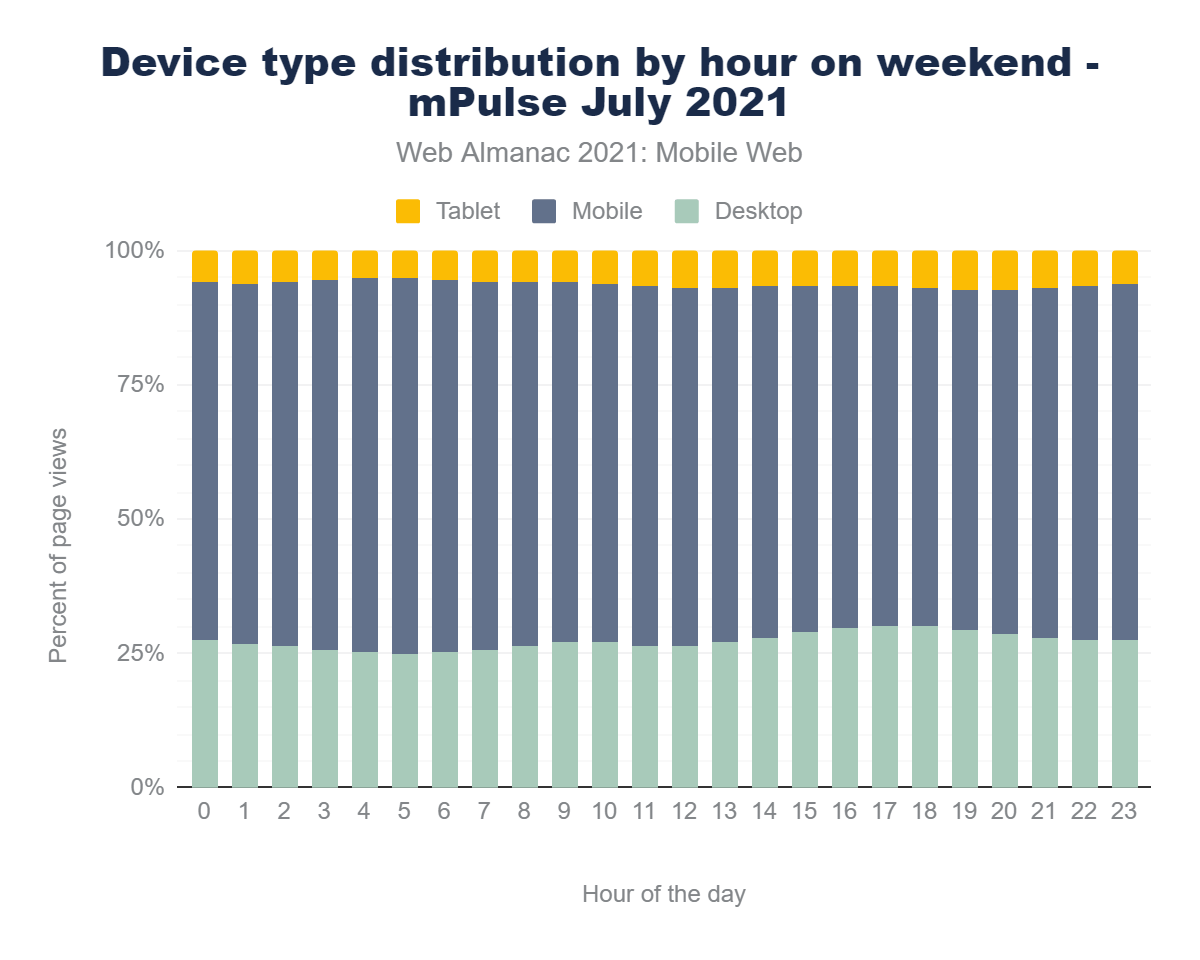 Device type distribution by hour on weekend -
mPulse July 2021
Web Almanac 2021: Mobile Web
Tablet Mobile Desktop
100%
75%
50%
25%
0%
Percent of page views
0 1 2 3 4 5 6 7 8 9 10 11 12 13 14 15 16 17 18 19 20 21 22 23
Hour of the day